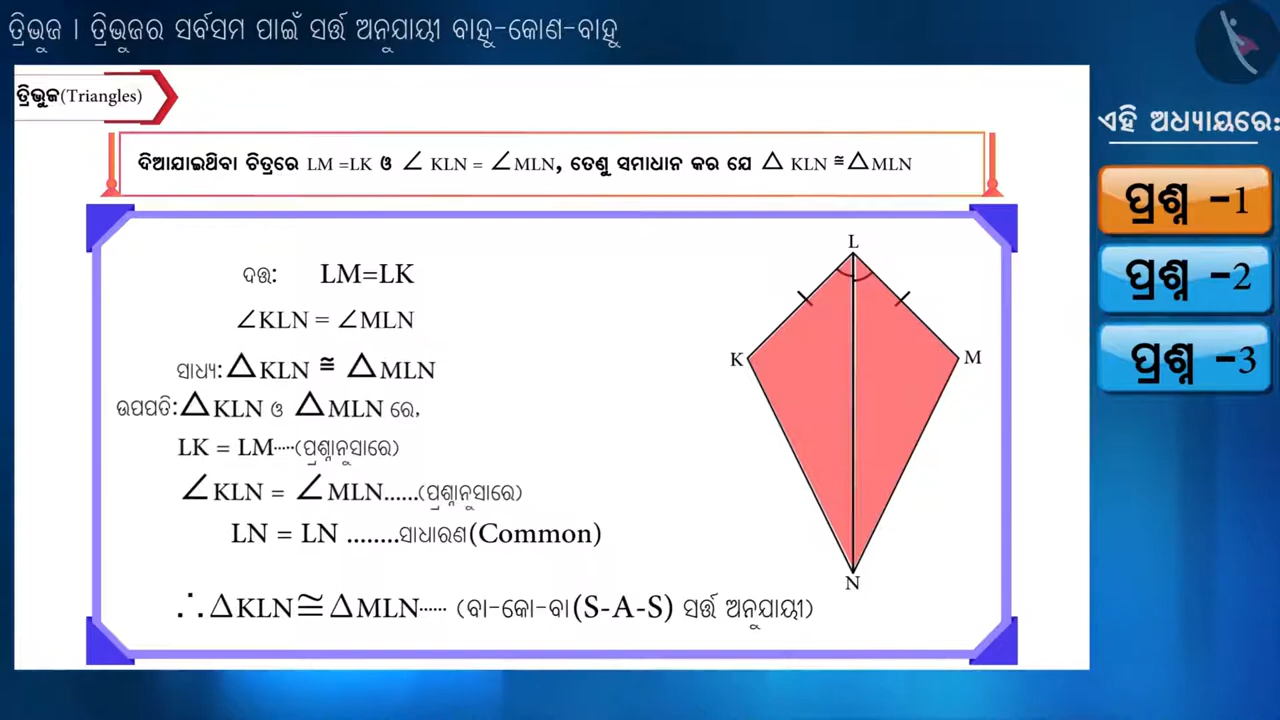 ତ୍ରିଭୁଜ । ତ୍ରିଭୁଜର ସର୍ବସମ ପାଇଁ ସର୍ତ୍ତ ଅନୁଯାୟୀ ବାହୁ-କୋଣ-ବାହୁ
ତ୍ରିଭୁଜ(Triangles)
ଏହି ଅଧ୍ୟାୟରେ:
ଦିଆଯାଇଥିବା ଚିତ୍ରରେ LM =LK ଓ ∠ KLN = ∠MLN, ତେଣୁ ସମାଧାନ କର ଯେ △ KLN ≅△MLN
ପ୍ରଶ୍ନ -1
ପ୍ରଶ୍ନ -2
ପ୍ରଶ୍ନ -3
ଦତ୍ତ: LM=LK
∠KLN = ∠MLN
ସାଧ୍ୟ:△KLN ≅ △MLN
ଉପପତି:△KLN ଓ △MLN ରେ,
LK = LM.....(ପ୍ରଶ୍ନାନୁସାରେ)
∠KLN = ∠MLN......(ପ୍ରଶ୍ନାନୁସାରେ)
LN = LN ........ସାଧାରଣ(Common)
∴ΔKLN≅ΔMLN...... (ବା-କୋ-ବା(S-A-S) ସର୍ତ୍ତ ଅନୁଯାୟୀ)
L
K
M
N